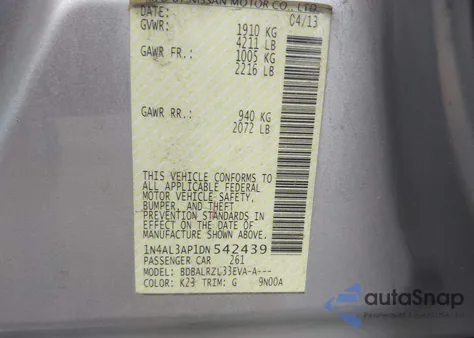 MFD BY NISSAN MOTOR CO., LTD.
DATE: 04/13
GVWR: 1910 KG
4211 LB
GAWR FR.: 1005 KG
2216 LB
GAWR RR.: 940 KG
2072 LB
THIS VEHICLE CONFORMS TO
ALL APPLICABLE FEDERAL
MOTOR VEHICLE SAFETY,
BUMPER, AND THEFT
PREVENTION STANDARDS IN
EFFECT ON THE DATE OF
MANUFACTURE SHOWN ABOVE.
1N4AL3AP1DN542439
PASSENGER CAR 261
MODEL: BDBALRZL33EVA-A---
COLOR: K23 TRIM: G 9N00A
autoSnap